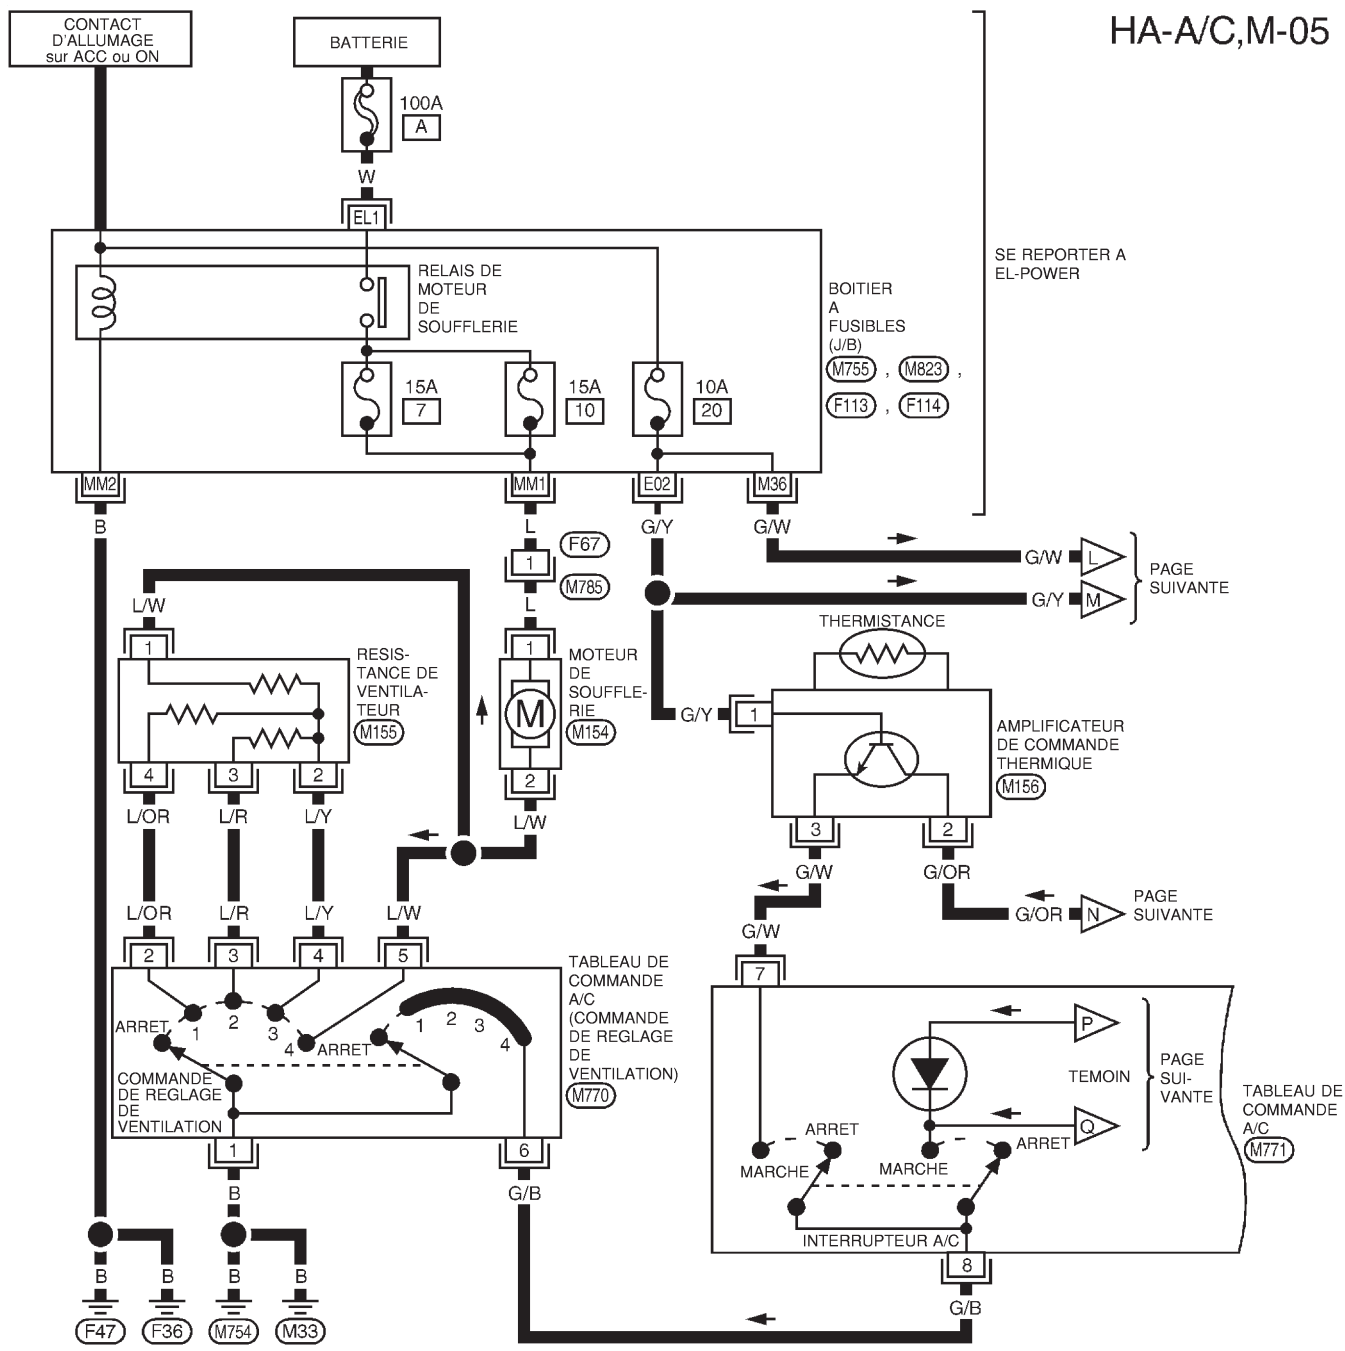 HA-A/C,M-05
CONTACT
D'ALLUMAGE
sur ACC ou ON
BATTERIE
100A
A
W
EL1
SE REPORTER A
EL-POWER
RELAIS DE
MOTEUR
DE
SOUFFLERIE
BOITIER
A
FUSIBLES
(J/B)
M755 , M823 ,
F113 , F114
15A
7
15A
10
10A
20
MM2
MM1
E02
M36
B
L
G/Y
G/W
F67
1
M785
L
G/W
L
G/Y
M
PAGE
SUIVANTE
L/W
1
RESIS-
TANCE DE
VENTILA-
TEUR
M155
1
M
2
MOTEUR
DE
SOUFFLE-
RIE
M154
THERMISTANCE
G/Y
1
AMPLIFICATEUR
DE COMMANDE
THERMIQUE
M156
4
3
2
3
2
L/OR
L/R
L/Y
L/W
G/W
G/OR
G/OR
N
PAGE
SUIVANTE
L/OR
L/R
L/Y
L/W
G/W
2
3
4
5
7
TABLEAU DE
COMMANDE
A/C
(COMMANDE
DE REGLAGE
DE
VENTILATION)
M770
ARRET
1
2
3
4
ARRET
1
2
3
4
COMMANDE
DE REGLAGE
DE
VENTILATION
1
6
B
G/B
P
TEMOIN
Q
PAGE
SUI-
VANTE
TABLEAU DE
COMMANDE
A/C
M771
ARRET
MARCHE
ARRET
MARCHE
INTERRUPTEUR A/C
8
G/B
B
B
B
B
F47
F36
M754
M33